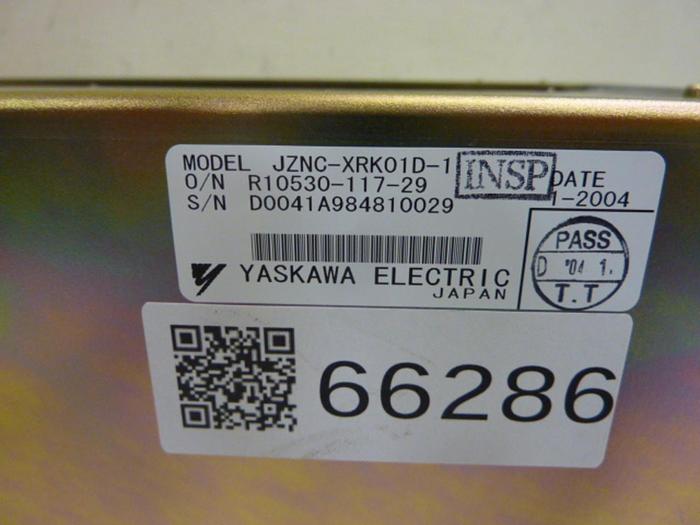 MODEL JZNC-XRK01D-1
O/N R10530-117-29
S/N D0041A984810029
INSP
DATE
1-2004
PASS
D '04 1.
T.T
YASKAWA ELECTRIC
JAPAN
66286